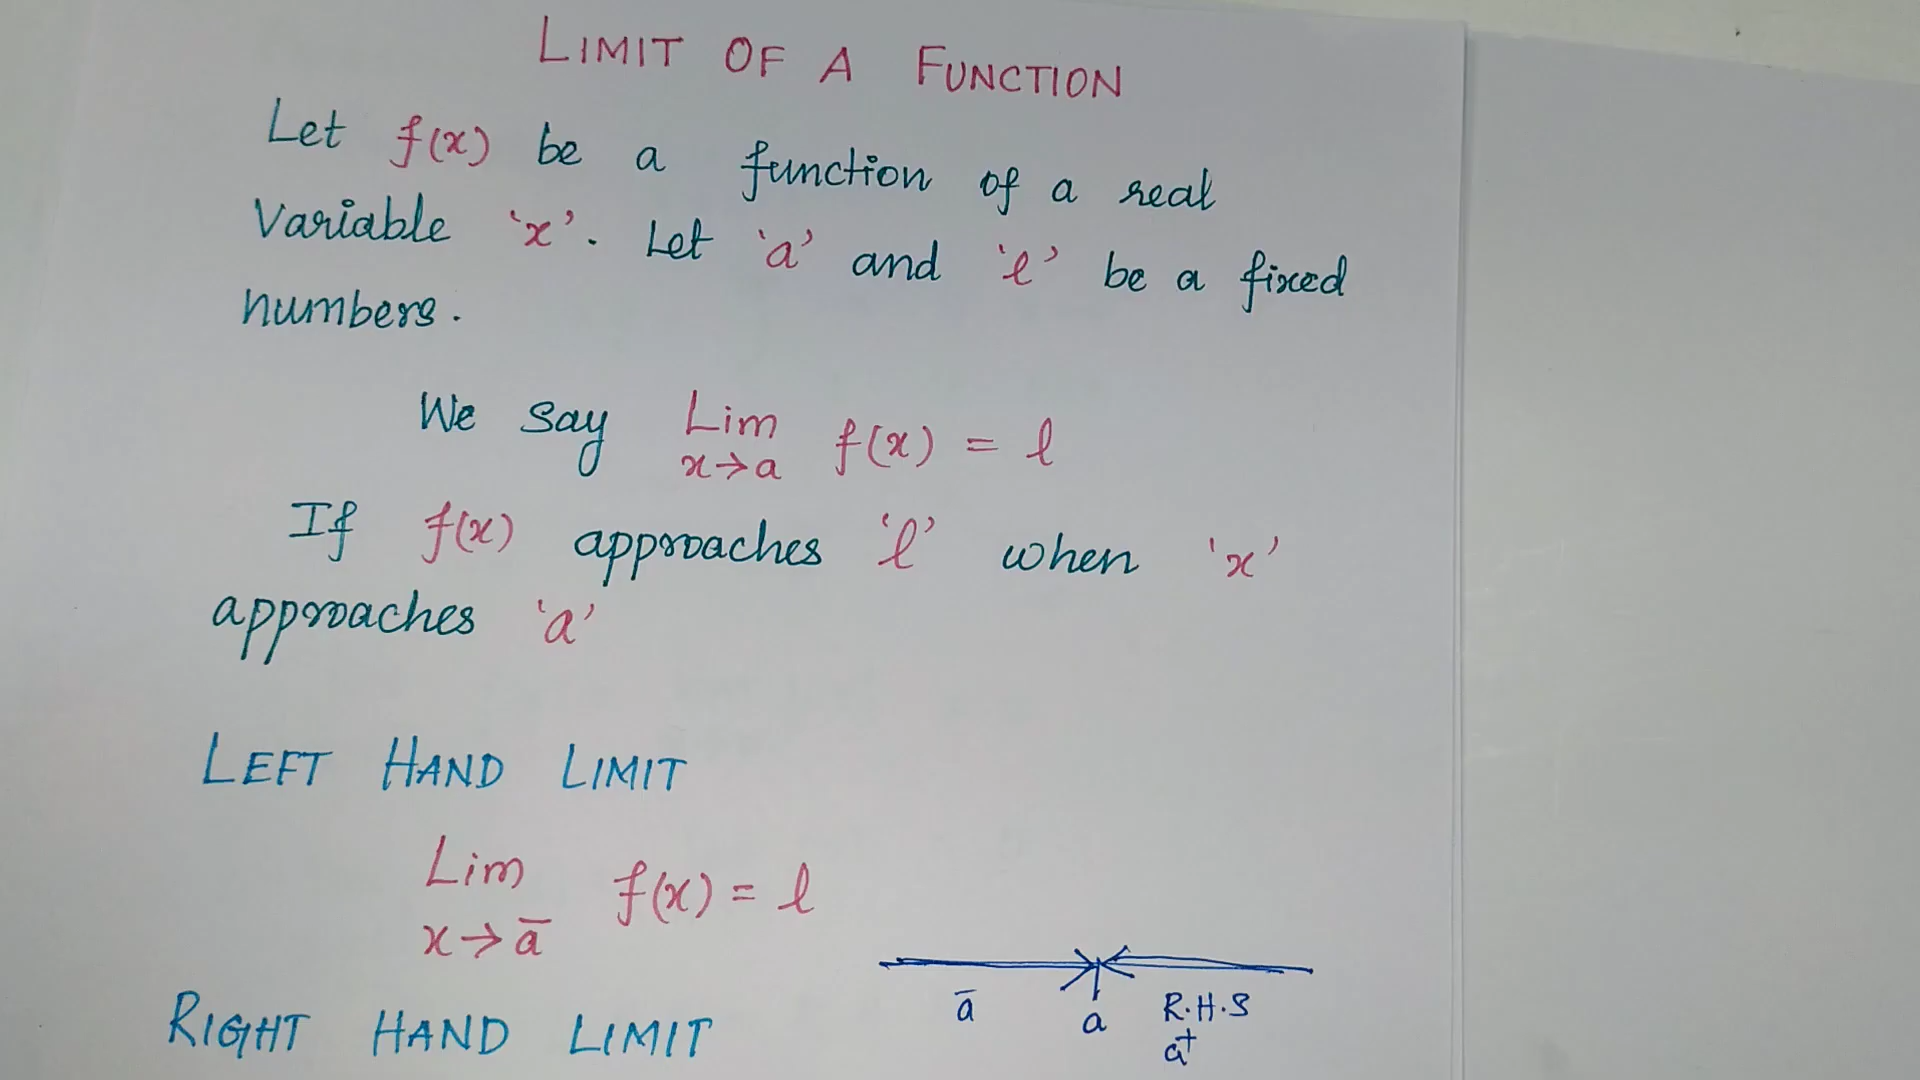 LIMIT OF A FUNCTION
Let f(x) be a function of a real
Variable 'x'. Let 'a' and 'l' be a fixed
numbers.
We say Lim f(x) = l
x→a
If f(x) approaches 'l' when 'x'
approaches 'a'
LEFT HAND LIMIT
Lim f(x) = l
x→a̅
a̅ a R.H.S
a⁺
RIGHT HAND LIMIT